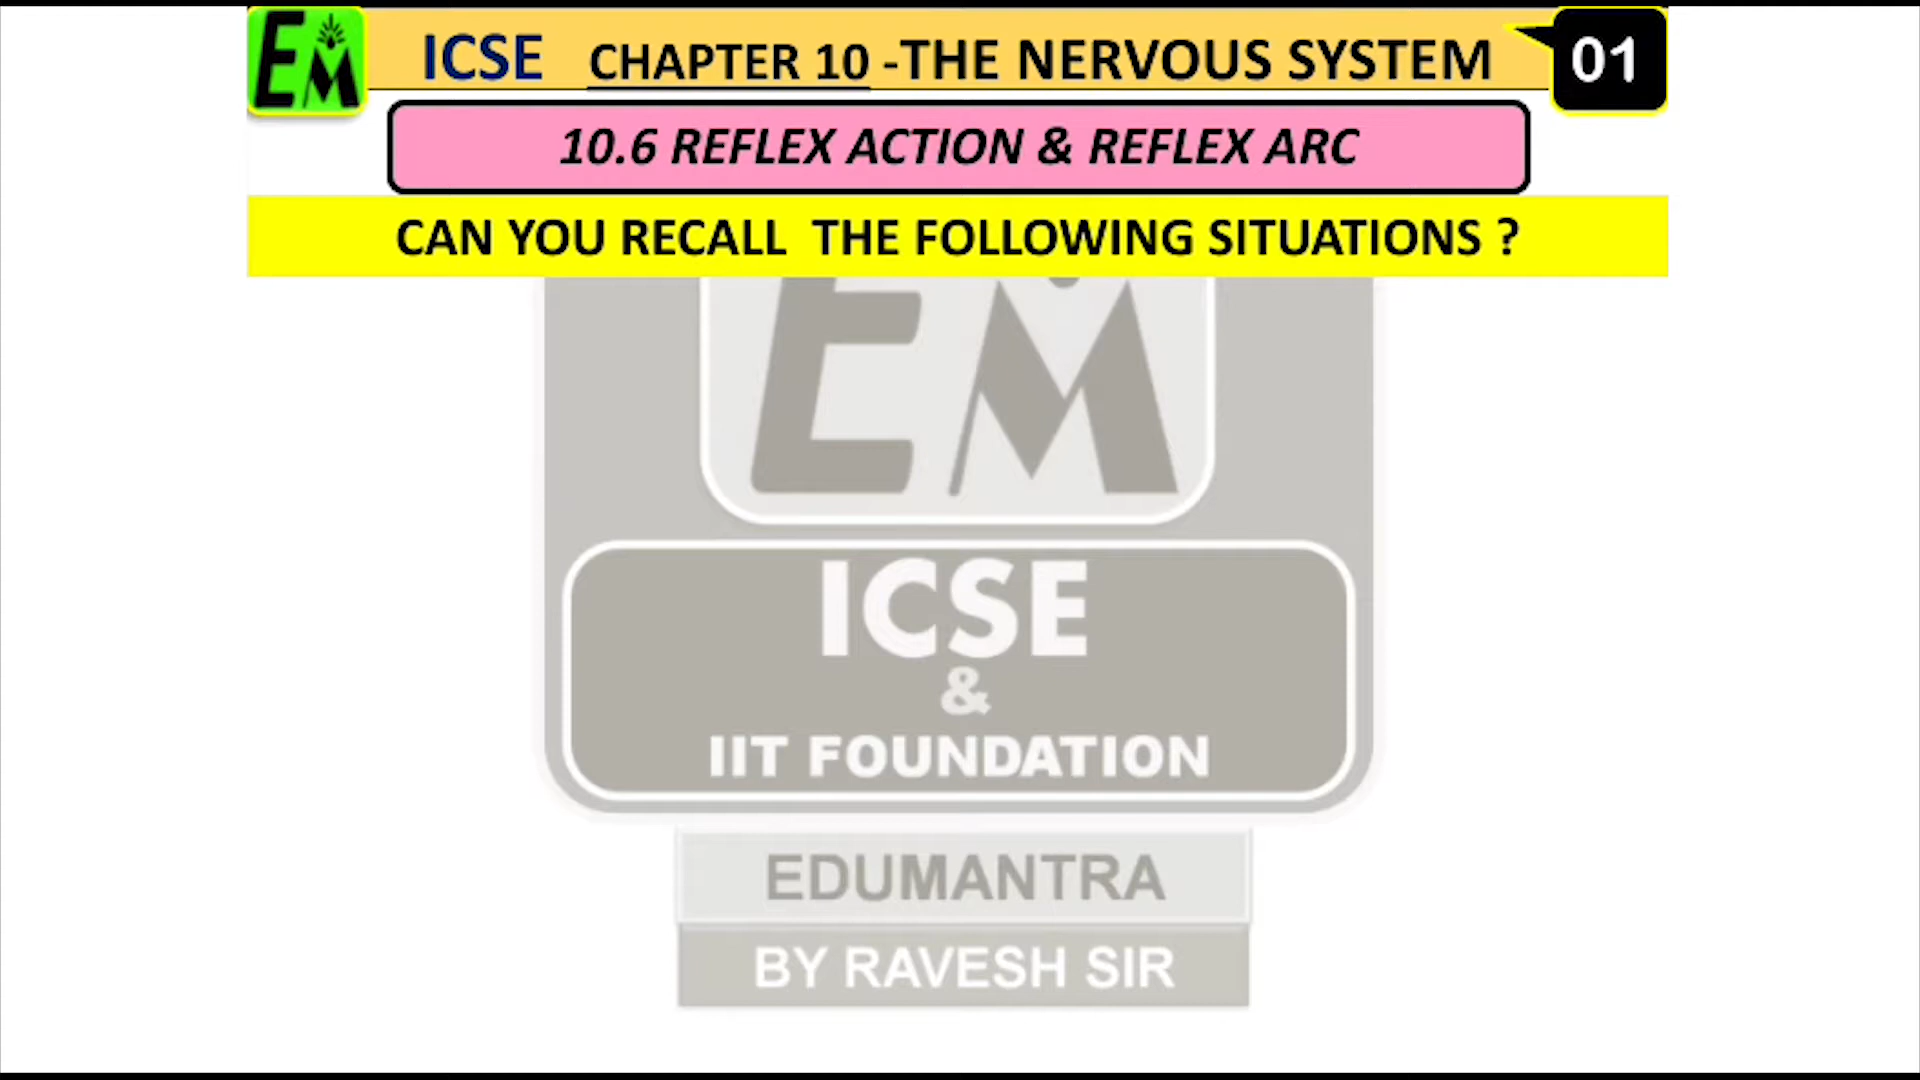 EM ICSE CHAPTER 10 -THE NERVOUS SYSTEM 01
10.6 REFLEX ACTION & REFLEX ARC
CAN YOU RECALL THE FOLLOWING SITUATIONS ?
EM
ICSE
&
IIT FOUNDATION
EDUMANTRA
BY RAVESH SIR